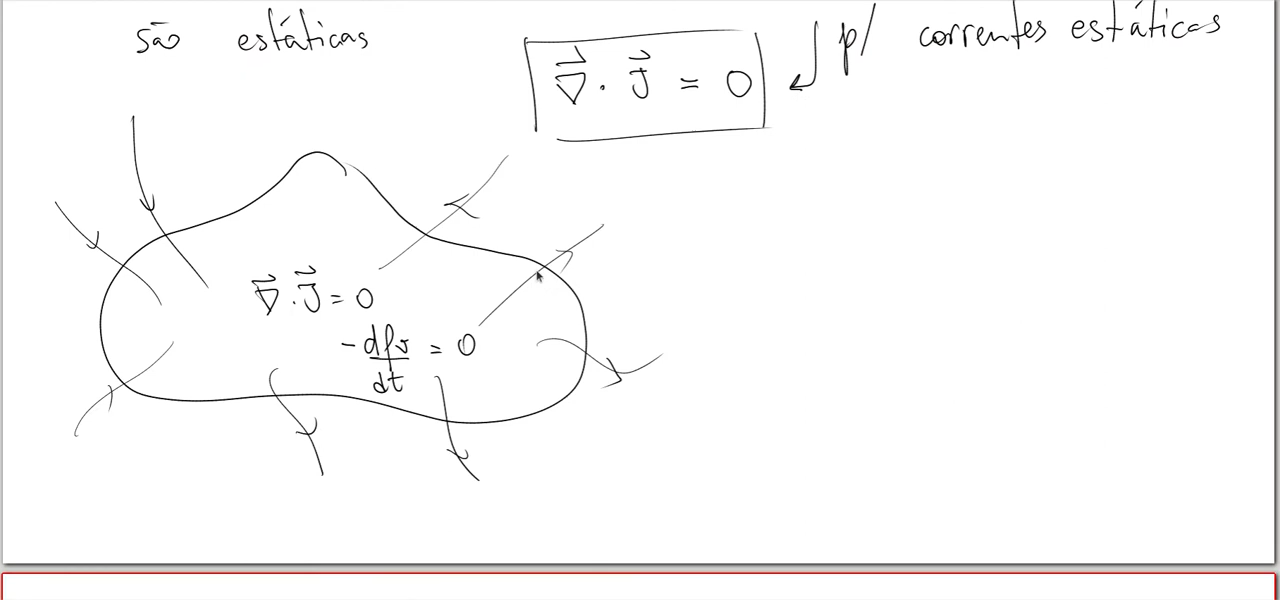 são estáticas
∇⃗ · J⃗ = 0 p/ correntes estáticas
∇⃗ · J⃗ = 0
-dρv/dt = 0